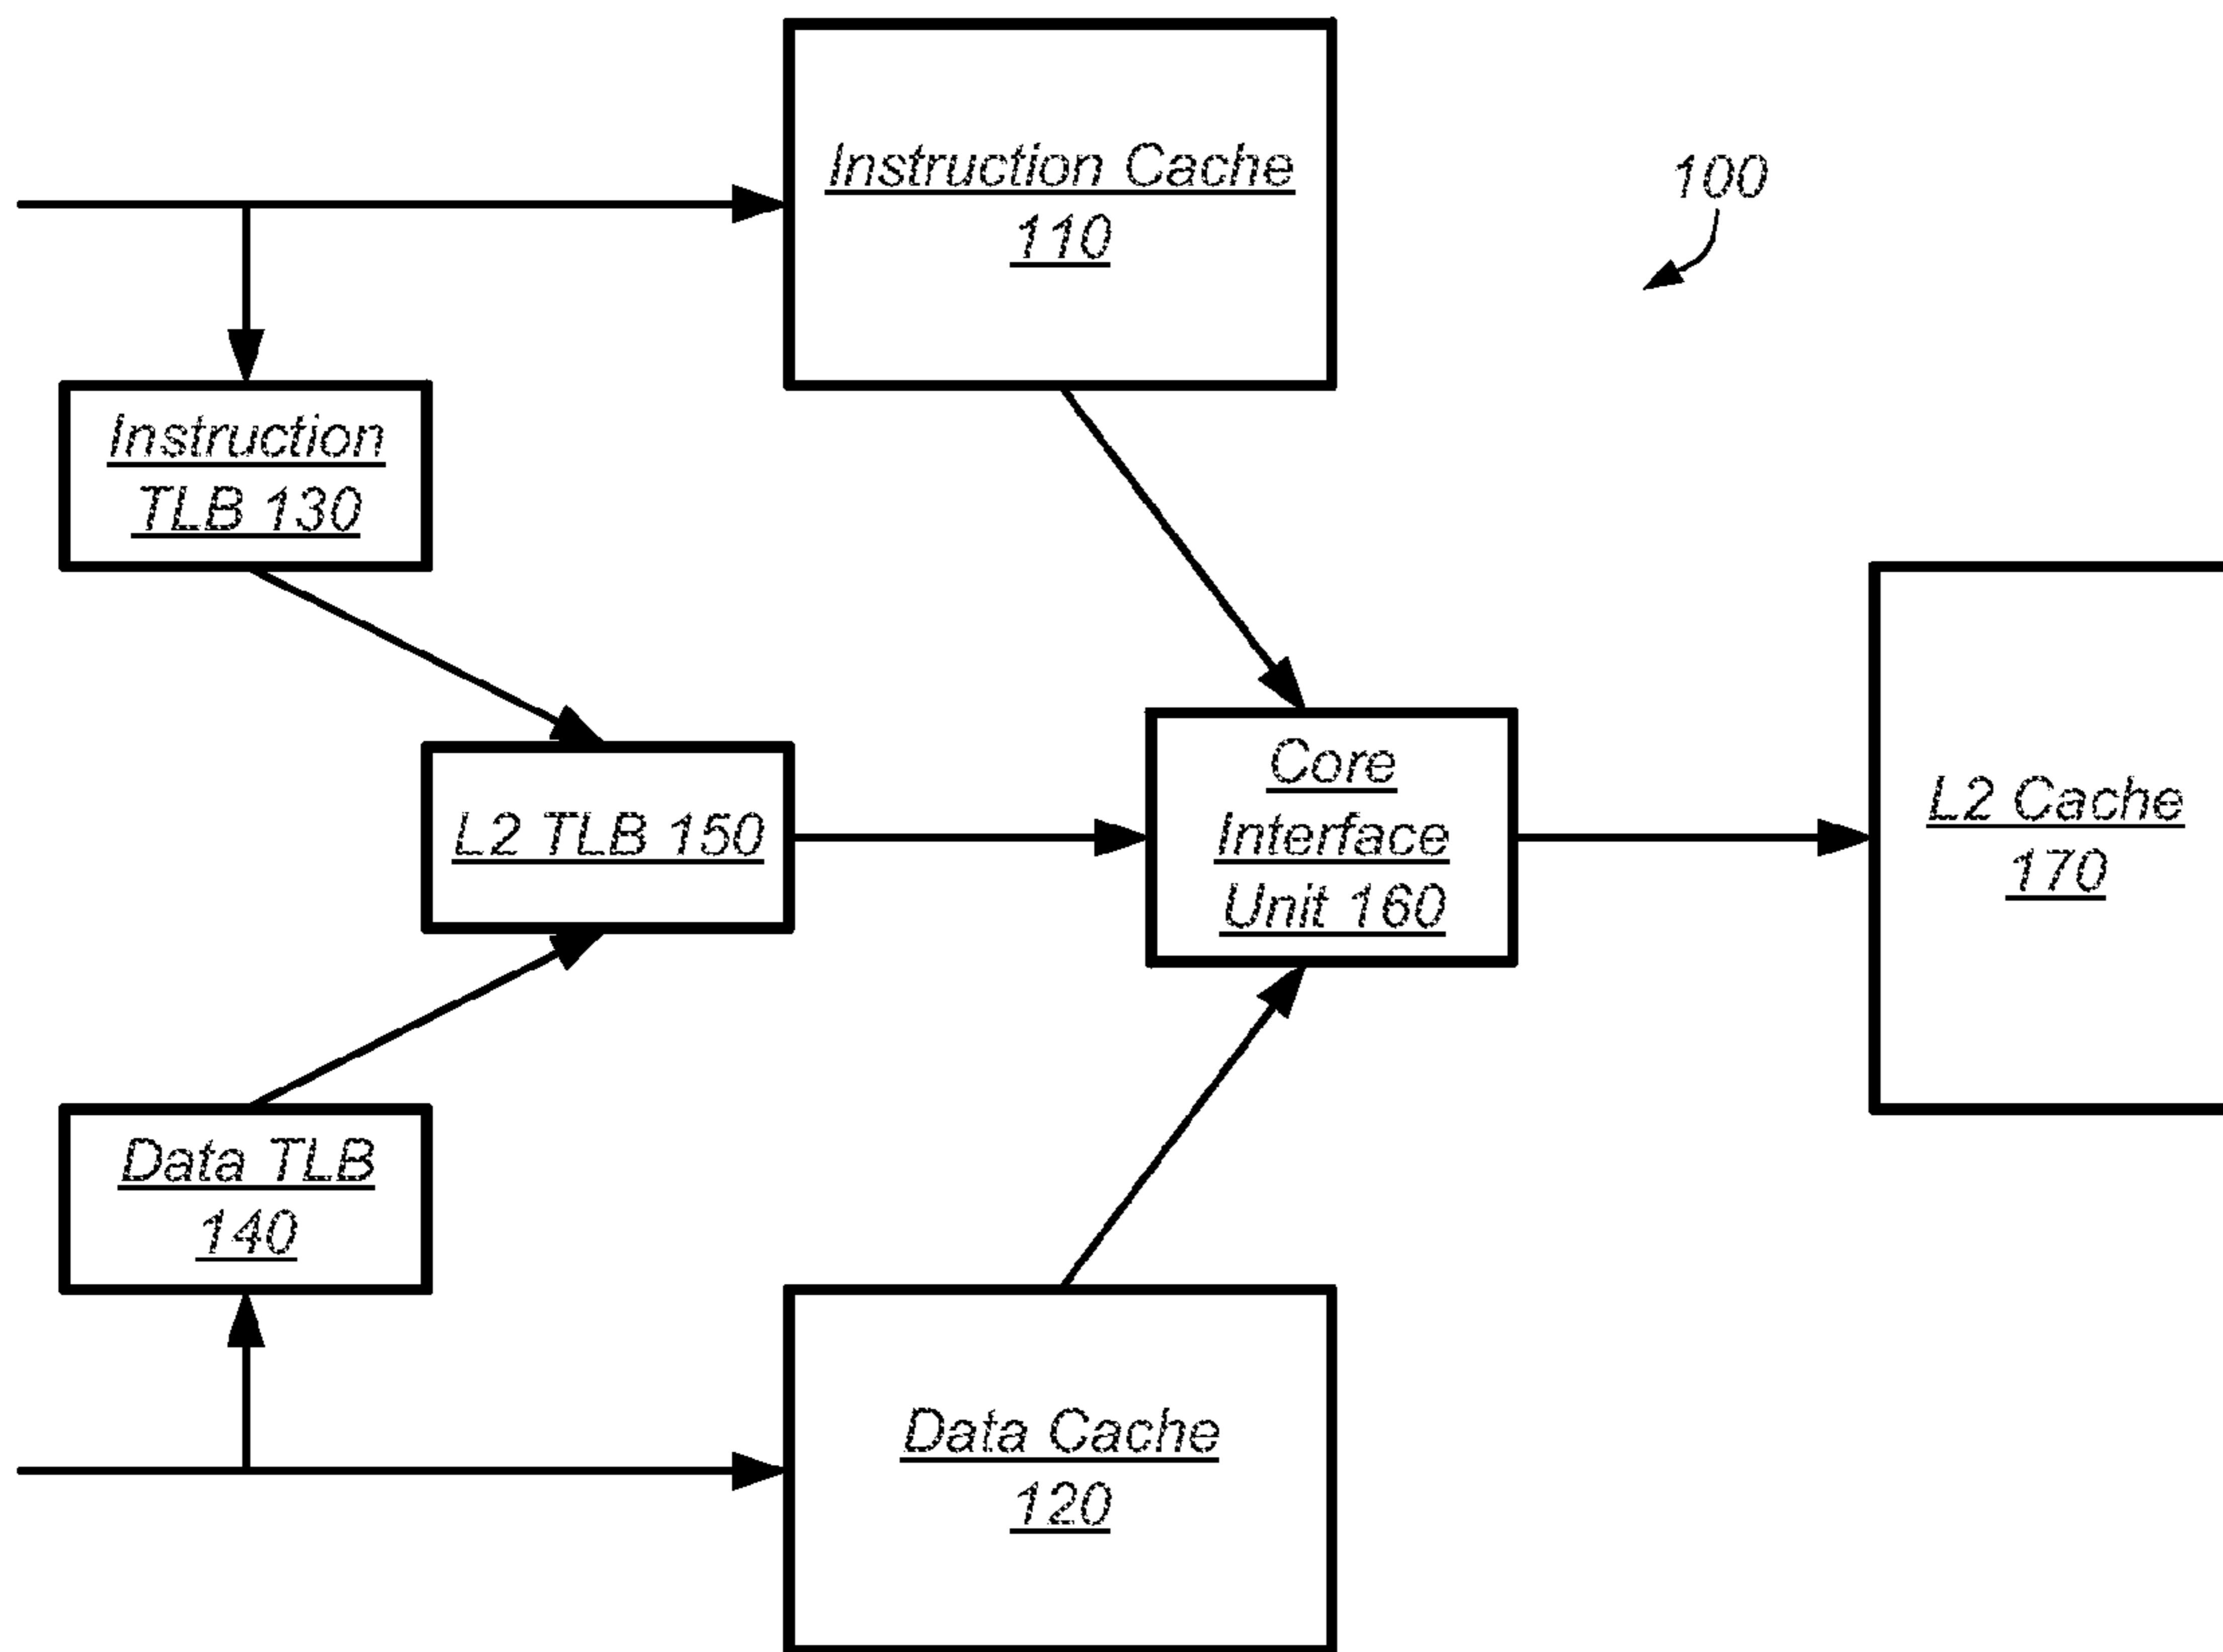 Instruction Cache
110
100
Instruction
TLB 130
L2 TLB 150
Core
Interface
Unit 160
L2 Cache
170
Data TLB
140
Data Cache
120